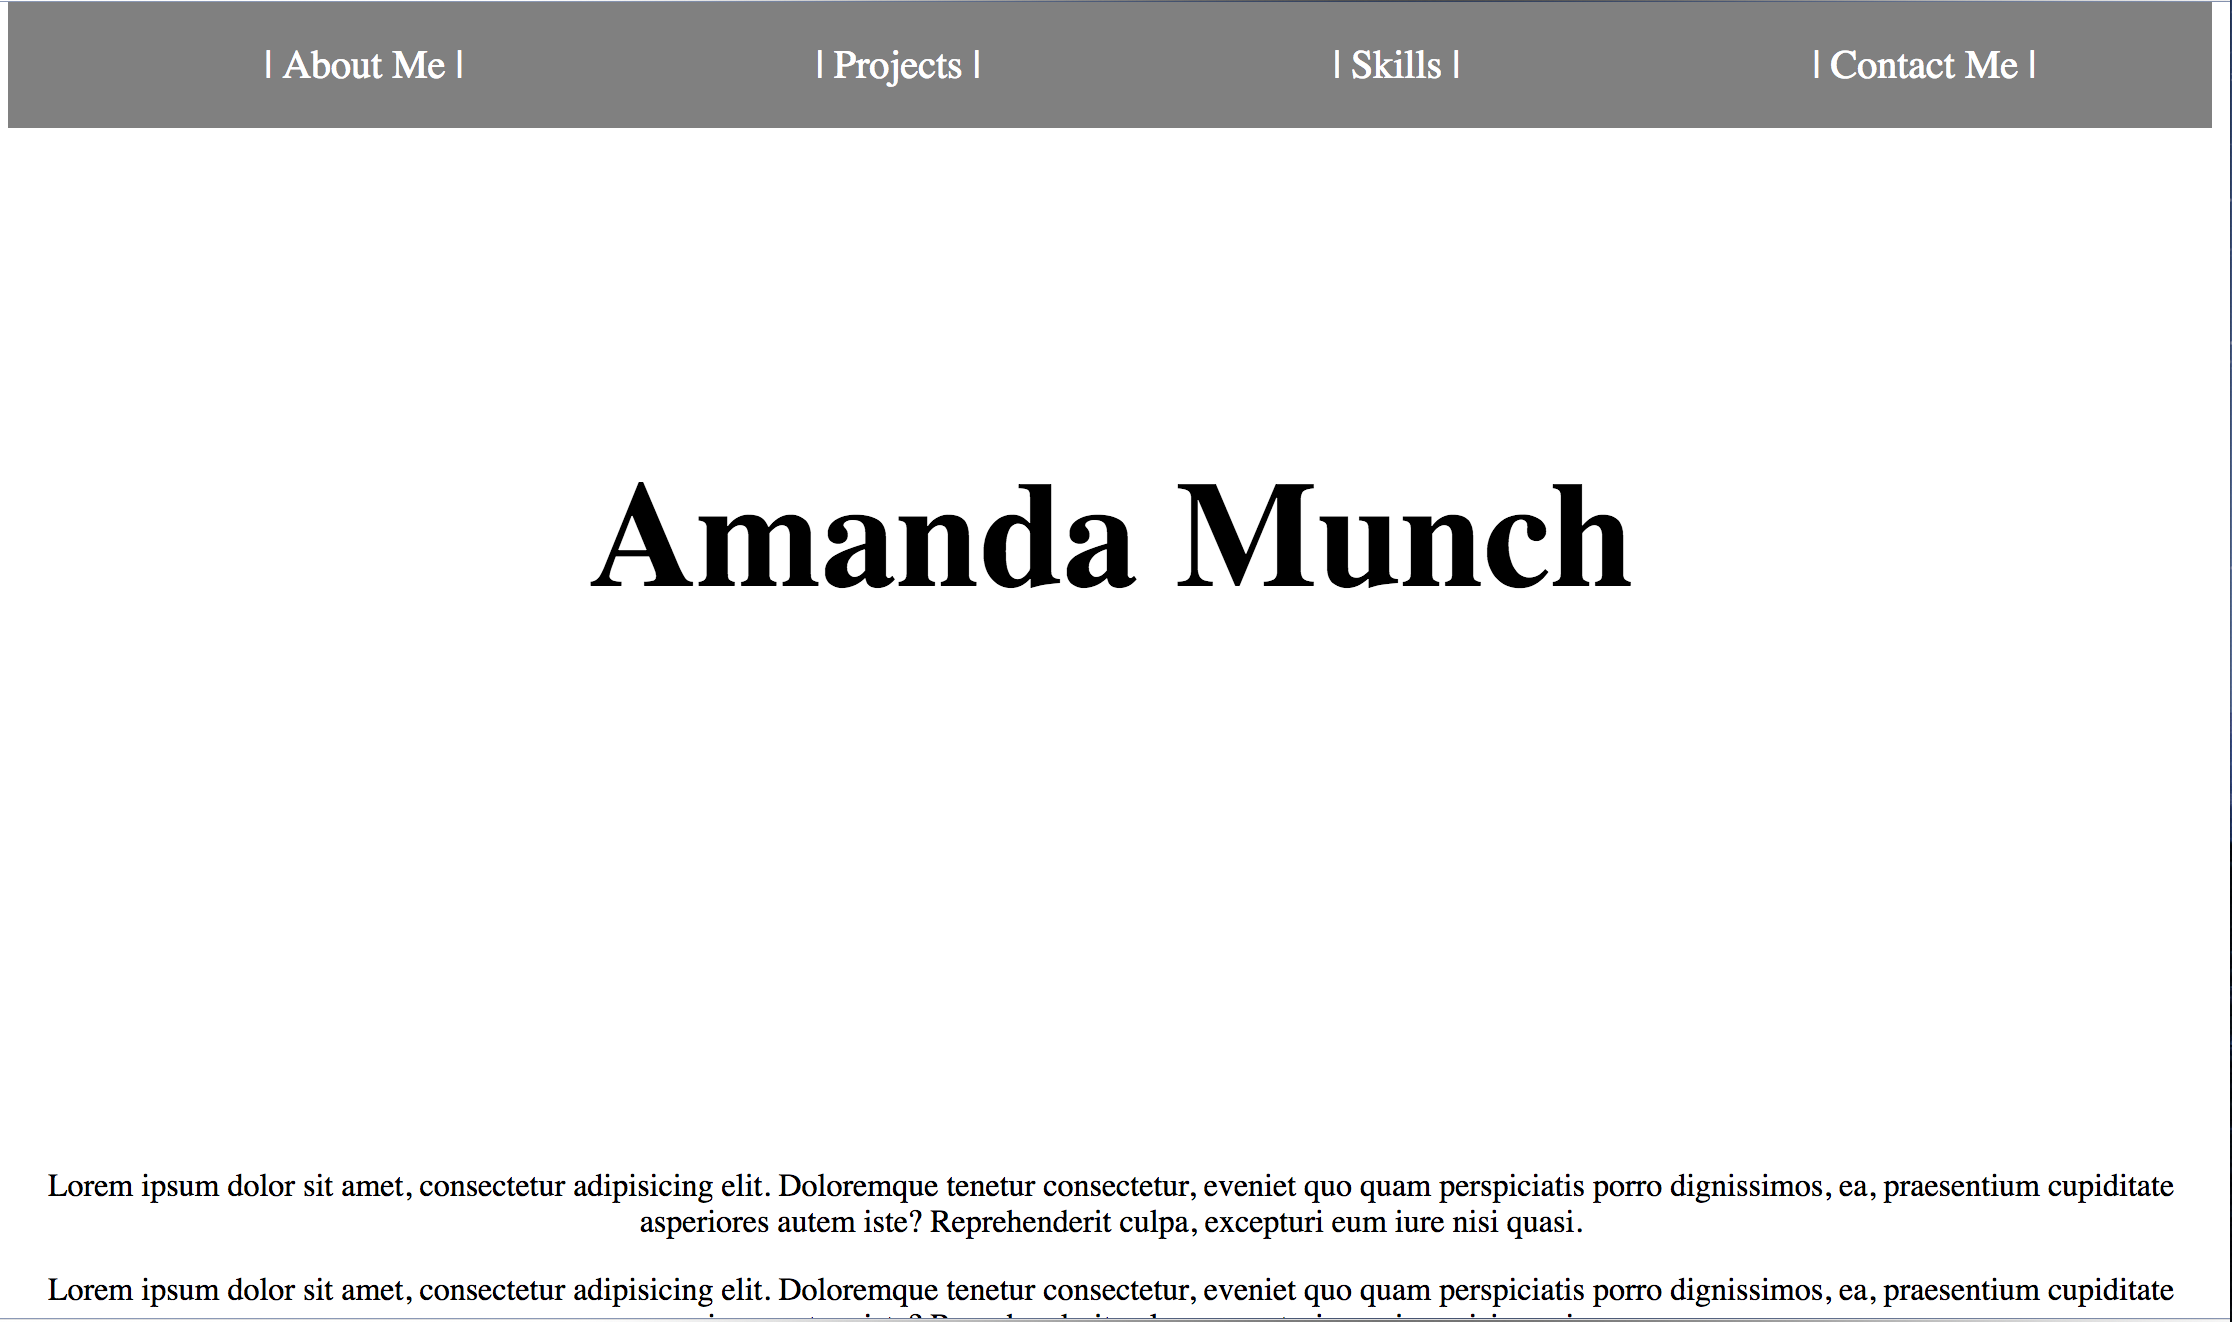 | About Me | | Projects | | Skills | | Contact Me |
Amanda Munch
Lorem ipsum dolor sit amet, consectetur adipisicing elit. Doloremque tenetur consectetur, eveniet quo quam perspiciatis porro dignissimos, ea, praesentium cupiditate
asperiores autem iste? Reprehenderit culpa, excepturi eum iure nisi quasi.
Lorem ipsum dolor sit amet, consectetur adipisicing elit. Doloremque tenetur consectetur, eveniet quo quam perspiciatis porro dignissimos, ea, praesentium cupiditate